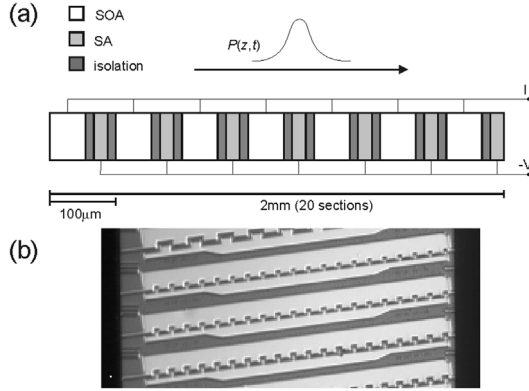 (a)
SOA
SA
isolation
P(z,t)
I
-V
100μm
2mm (20 sections)
(b)